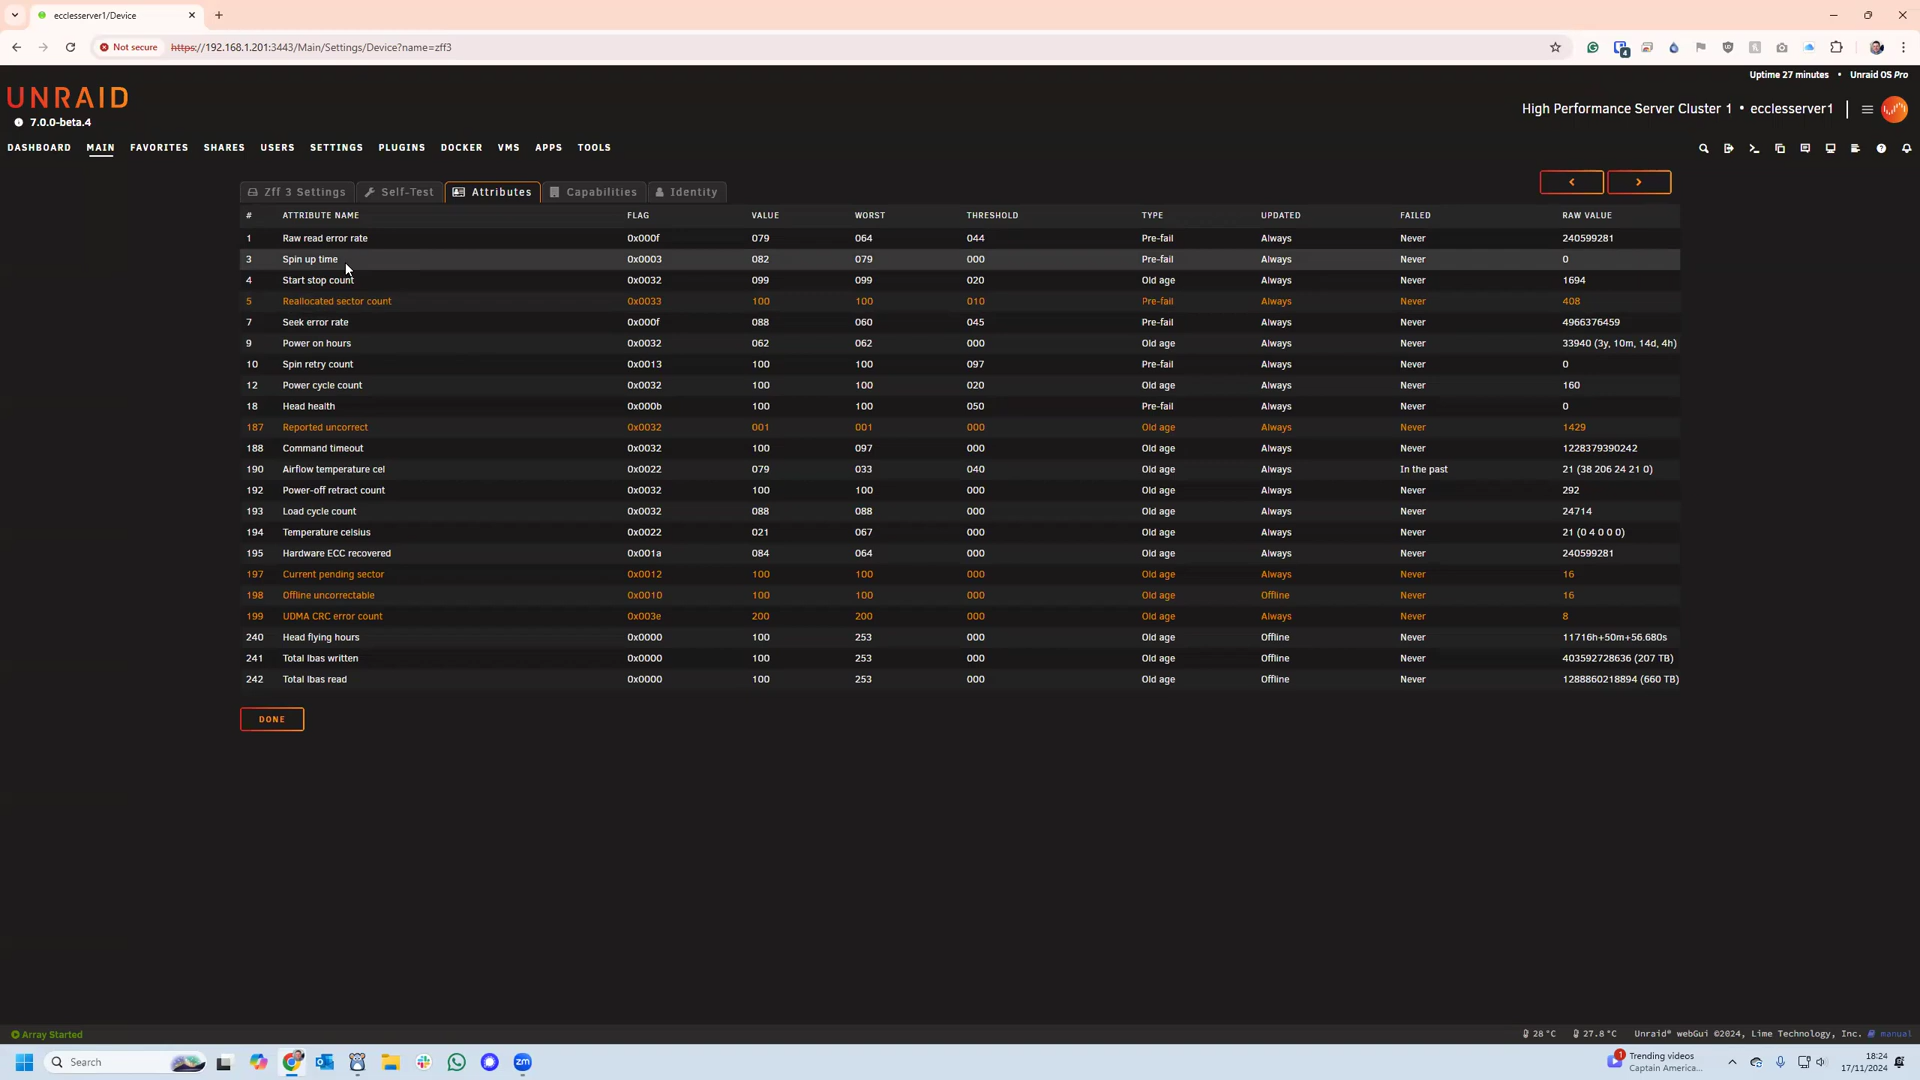 ecclesserver1/Device
Not secure https://192.168.1.201:3443/Main/Settings/Device?name=zff3
Uptime 27 minutes • Unraid OS Pro
UNRAID
7.0.0-beta.4
High Performance Server Cluster 1 • ecclesserver1
DASHBOARD MAIN FAVORITES SHARES USERS SETTINGS PLUGINS DOCKER VMS APPS TOOLS
Zff 3 Settings Self-Test Attributes Capabilities Identity
# ATTRIBUTE NAME FLAG VALUE WORST THRESHOLD TYPE UPDATED FAILED RAW VALUE
1 Raw read error rate 0x000f 079 064 044 Pre-fail Always Never 240599281
3 Spin up time 0x0003 082 079 000 Pre-fail Always Never 0
4 Start stop count 0x0032 099 099 020 Old age Always Never 1694
5 Reallocated sector count 0x0033 100 100 010 Pre-fail Always Never 408
7 Seek error rate 0x000f 088 060 045 Pre-fail Always Never 4966376459
9 Power on hours 0x0032 062 062 000 Old age Always Never 33940 (3y, 10m, 14d, 4h)
10 Spin retry count 0x0013 100 100 097 Pre-fail Always Never 0
12 Power cycle count 0x0032 100 100 020 Old age Always Never 160
18 Head health 0x000b 100 100 050 Pre-fail Always Never 0
187 Reported uncorrect 0x0032 001 001 000 Old age Always Never 1429
188 Command timeout 0x0032 100 097 000 Old age Always Never 1228379390242
190 Airflow temperature cel 0x0022 079 033 040 Old age Always In the past 21 (38 206 24 21 0)
192 Power-off retract count 0x0032 100 100 000 Old age Always Never 292
193 Load cycle count 0x0032 088 088 000 Old age Always Never 24714
194 Temperature celsius 0x0022 021 067 000 Old age Always Never 21 (0 4 0 0 0)
195 Hardware ECC recovered 0x001a 084 064 000 Old age Always Never 240599281
197 Current pending sector 0x0012 100 100 000 Old age Always Never 16
198 Offline uncorrectable 0x0010 100 100 000 Old age Offline Never 16
199 UDMA CRC error count 0x003e 200 200 000 Old age Always Never 8
240 Head flying hours 0x0000 100 253 000 Old age Offline Never 11716h+50m+56.680s
241 Total lbas written 0x0000 100 253 000 Old age Offline Never 403592728636 (207 TB)
242 Total lbas read 0x0000 100 253 000 Old age Offline Never 1288860218894 (660 TB)
DONE
Array Started
28 °C 27.8 °C Unraid® webGui ©2024, Lime Technology, Inc. manual
Search
1
Trending videos
Captain America...
zm
18:24
17/11/2024